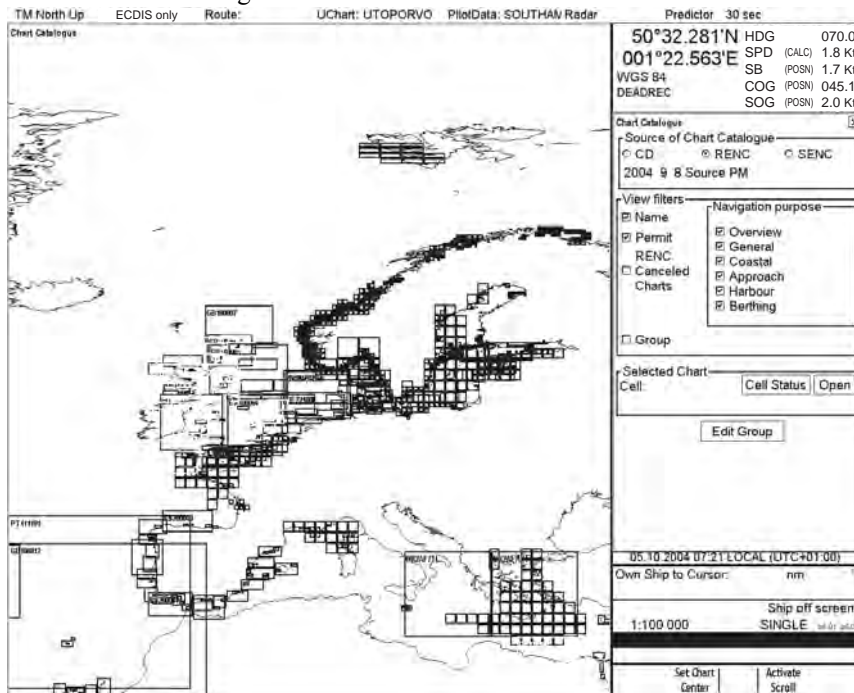 TM North Up ECDIS only Route: UChart: UTOPORVO PilotData: SOUTHAM Radar Predictor 30 sec
Chart Catalogue
50°32.281'N
001°22.563'E
WGS 84
DEADREC
HDG 070.0
SPD (CALC) 1.8 Kt
SB (POSN) 1.7 Kt
COG (POSN) 045.1
SOG (POSN) 2.0 Kt
Chart Catalogue
Source of Chart Catalogue
CD RENC SENC
2004 9 8 Source PM
View filters
Name
Permit
RENC
Canceled
Charts
Group
Navigation purpose
Overview
General
Coastal
Approach
Harbour
Berthing
Selected Chart
Cell: Cell Status Open
Edit Group
05.10.2004 07:21 LOCAL (UTC+01:00)
Own Ship to Cursor: nm
Ship off screen
1:100 000 SINGLE
Set Chart
Center
Activate
Scroll